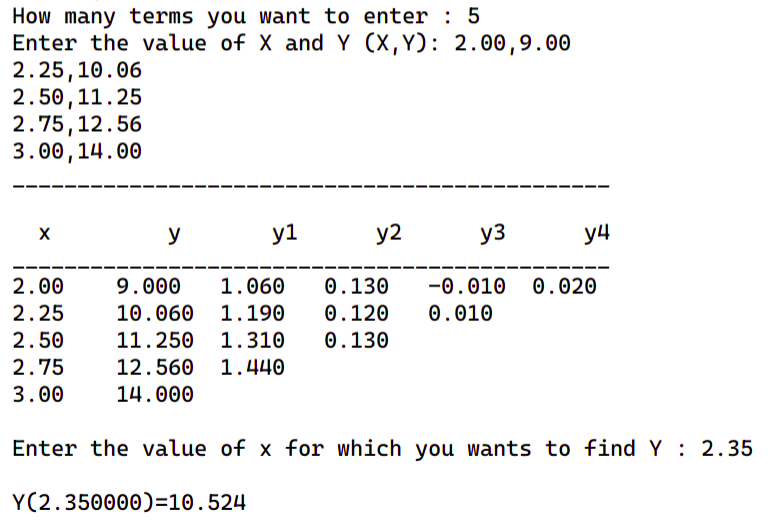 How many terms you want to enter : 5
Enter the value of X and Y (X,Y): 2.00,9.00
2.25,10.06
2.50,11.25
2.75,12.56
3.00,14.00
______________________________________________
x y y1 y2 y3 y4
______________________________________________
2.00 9.000 1.060 0.130 -0.010 0.020
2.25 10.060 1.190 0.120 0.010
2.50 11.250 1.310 0.130
2.75 12.560 1.440
3.00 14.000
Enter the value of x for which you wants to find Y : 2.35
Y(2.350000)=10.524